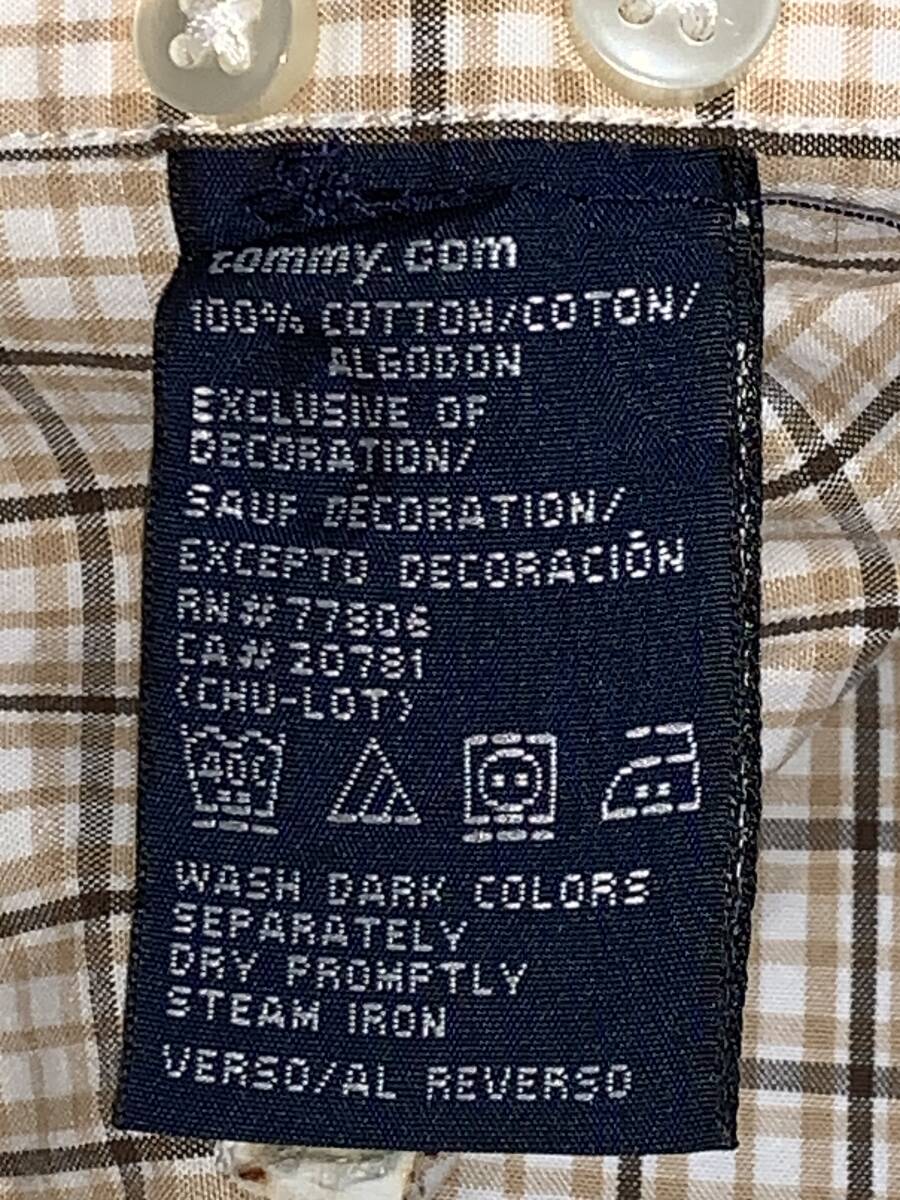 tommy.com
100% COTTON/COTON/
ALGODON
EXCLUSIVE OF
DECORATION/
SAUF DÉCORATION/
EXCEPTO DECORACIÓN
RN# 77806
CA# 20781
(CHU-LOT)
40C
WASH DARK COLORS
SEPARATELY
DRY PROMPTLY
STEAM IRON
VERSO/AL REVERSO